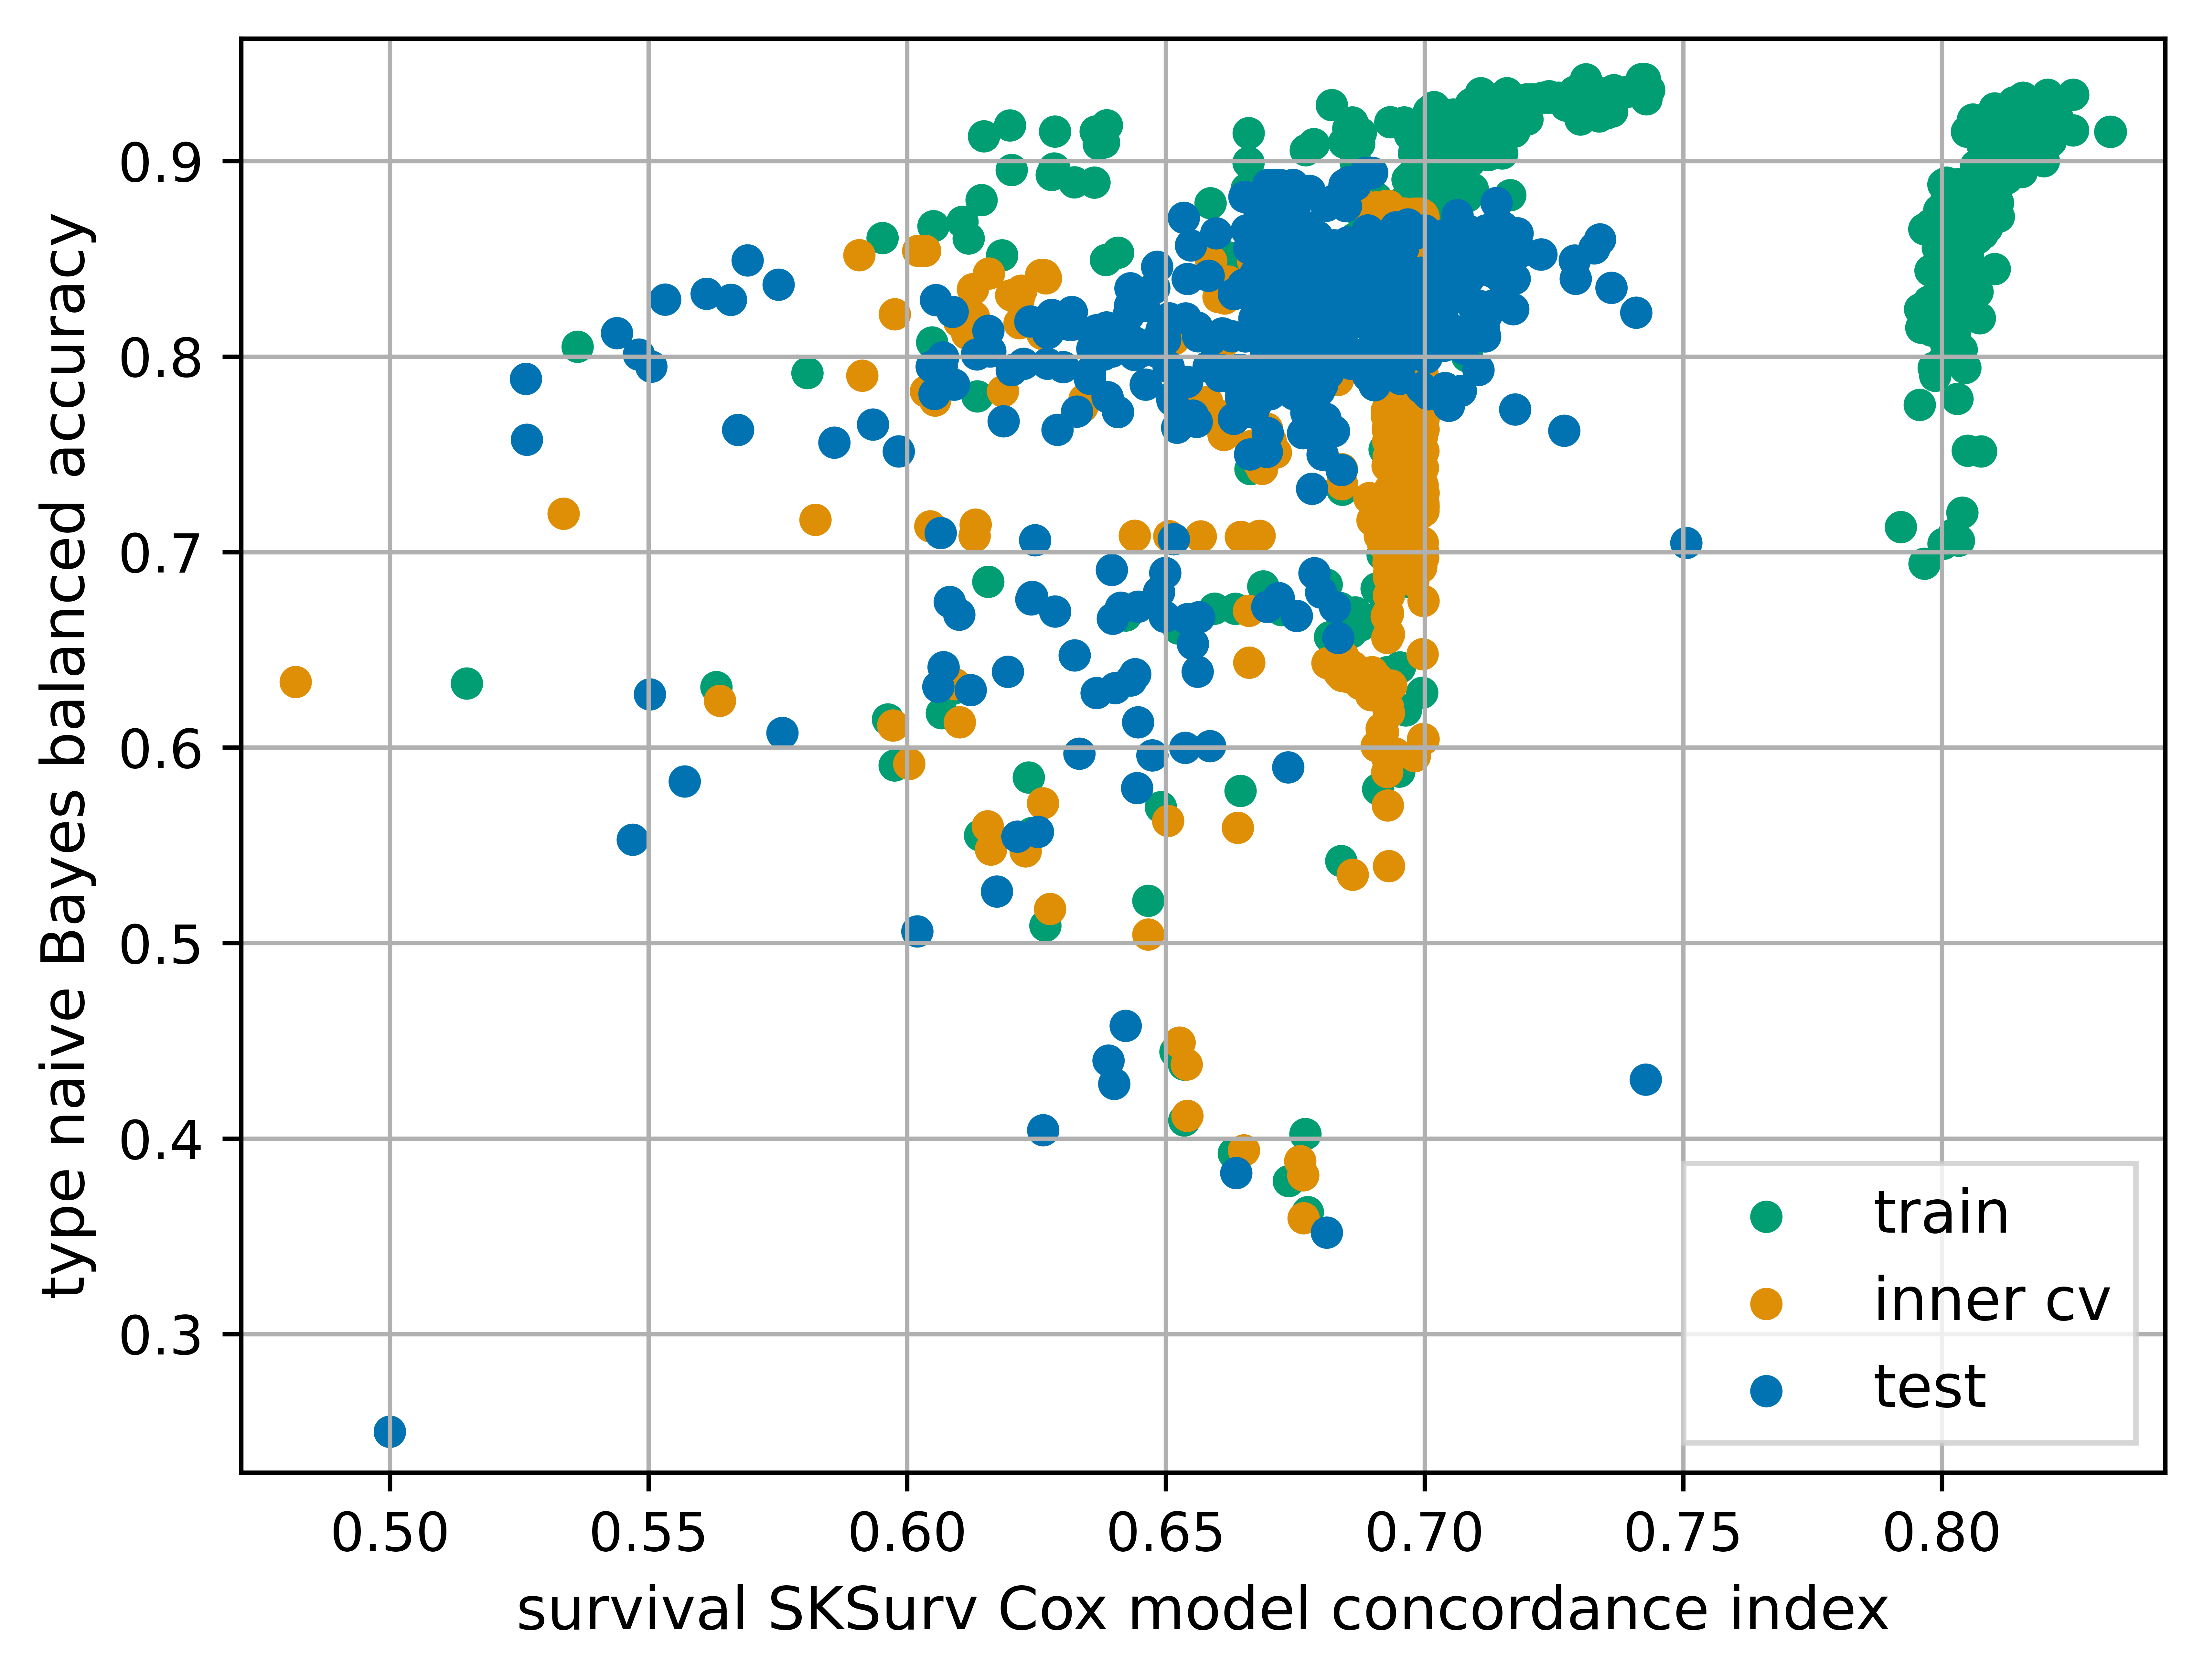 type naive Bayes balanced accuracy
0.9
0.8
0.7
0.6
0.5
0.4
0.3
0.50 0.55 0.60 0.65 0.70 0.75 0.80
survival SKSurv Cox model concordance index
train
inner cv
test